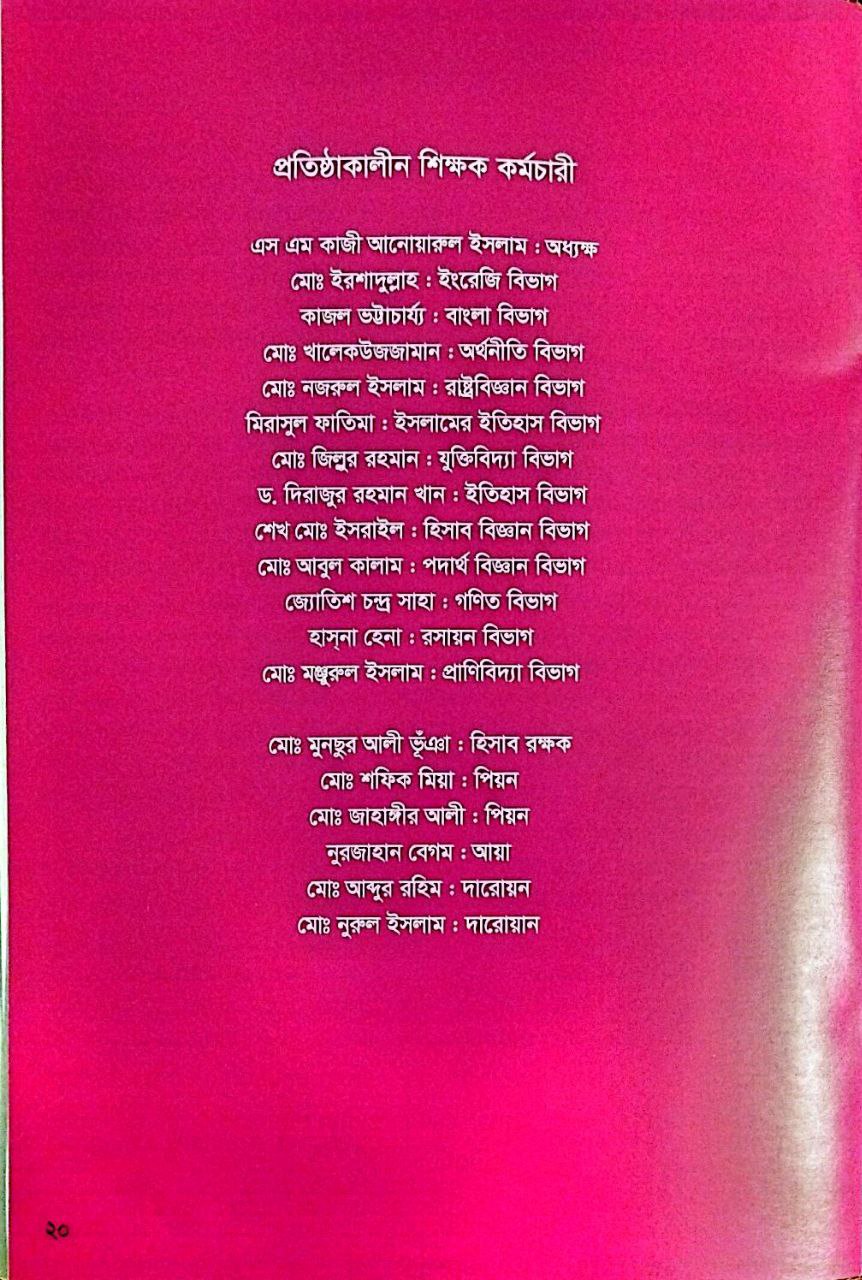 প্রতিষ্ঠাকালীন শিক্ষক কর্মচারী
এস এম কাজী আনোয়ারুল ইসলাম : অধ্যক্ষ
মোঃ ইরশাদুল্লাহ : ইংরেজি বিভাগ
কাজল ভট্টাচার্য্য : বাংলা বিভাগ
মোঃ খালেকউজজামান : অর্থনীতি বিভাগ
মোঃ নজরুল ইসলাম : রাষ্ট্রবিজ্ঞান বিভাগ
মিরাসুল ফাতিমা : ইসলামের ইতিহাস বিভাগ
মোঃ জিল্লুর রহমান : যুক্তিবিদ্যা বিভাগ
ড. দিরাজুর রহমান খান : ইতিহাস বিভাগ
শেখ মোঃ ইসরাইল : হিসাব বিজ্ঞান বিভাগ
মোঃ আবুল কালাম : পদার্থ বিজ্ঞান বিভাগ
জ্যোতিশ চন্দ্র সাহা : গণিত বিভাগ
হাস্‌না হেনা : রসায়ন বিভাগ
মোঃ মঞ্জুরুল ইসলাম : প্রাণিবিদ্যা বিভাগ
মোঃ মুনছুর আলী ভূঁঞা : হিসাব রক্ষক
মোঃ শফিক মিয়া : পিয়ন
মোঃ জাহাঙ্গীর আলী : পিয়ন
নুরজাহান বেগম : আয়া
মোঃ আব্দুর রহিম : দারোয়ন
মোঃ নুরুল ইসলাম : দারোয়ান
২০